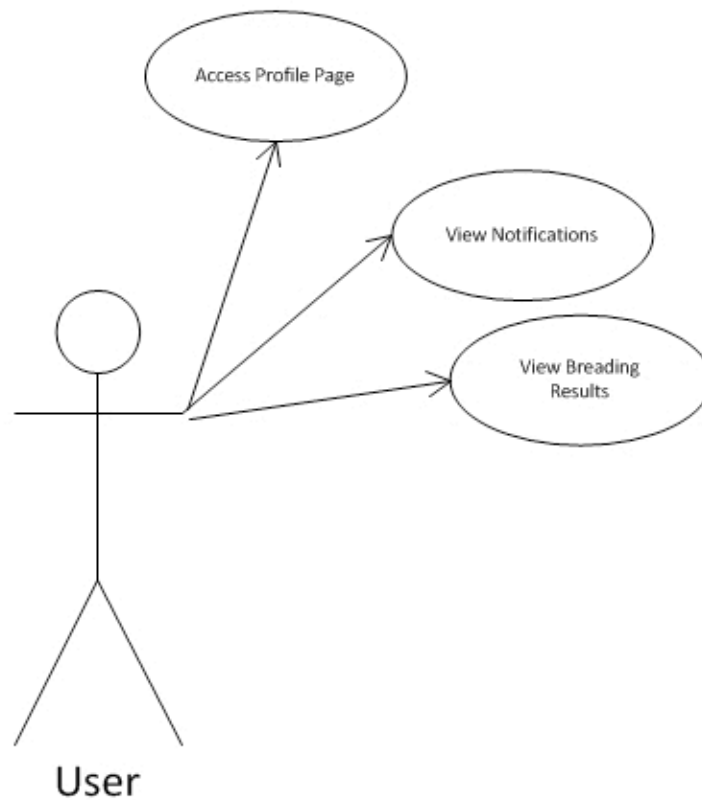 Access Profile Page
View Notifications
View Breading
Results
User